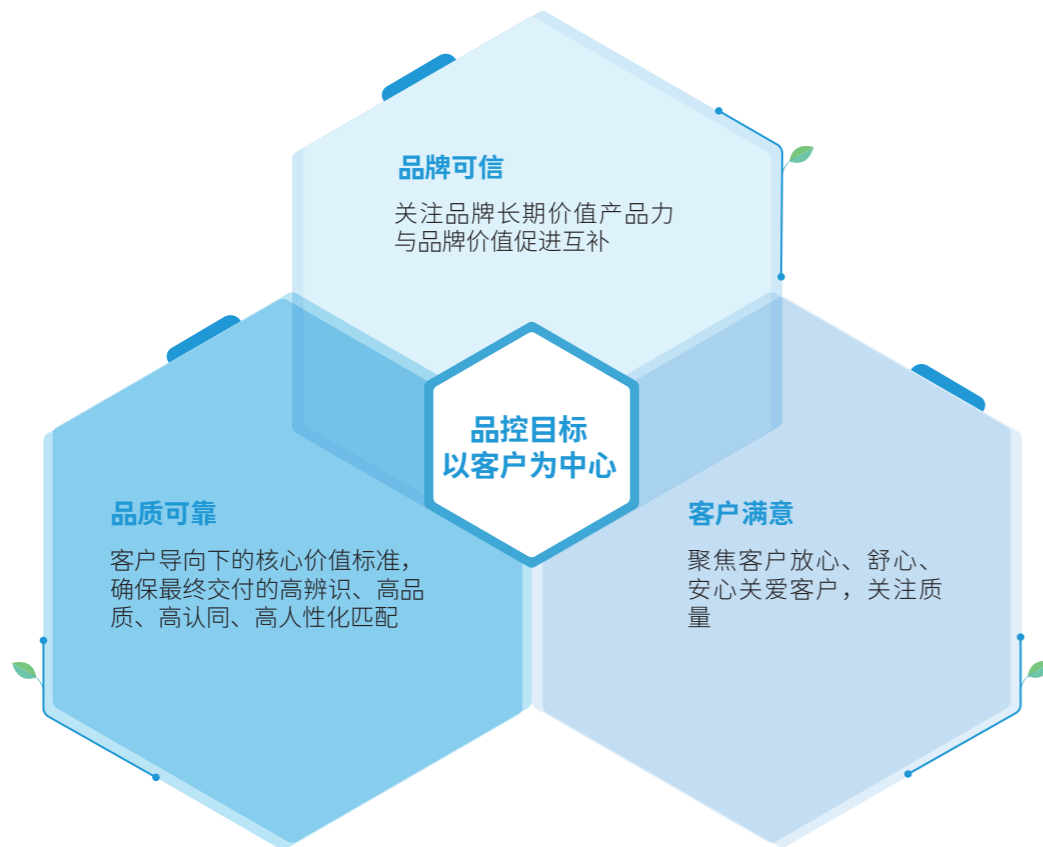 品牌可信
关注品牌长期价值产品力
与品牌价值促进互补
品控目标
以客户为中心
品质可靠
客户导向下的核心价值标准，
确保最终交付的高辨识、高品
质、高认同、高人性化匹配
客户满意
聚焦客户放心、舒心、
安心关爱客户，关注质
量